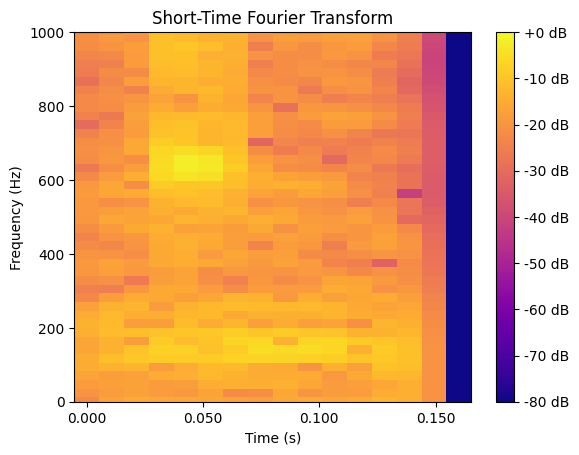 Short-Time Fourier Transform
Frequency (Hz)
1000
800
600
400
200
0
0.000
0.050
0.100
0.150
Time (s)
+0 dB
-10 dB
-20 dB
-30 dB
-40 dB
-50 dB
-60 dB
-70 dB
-80 dB